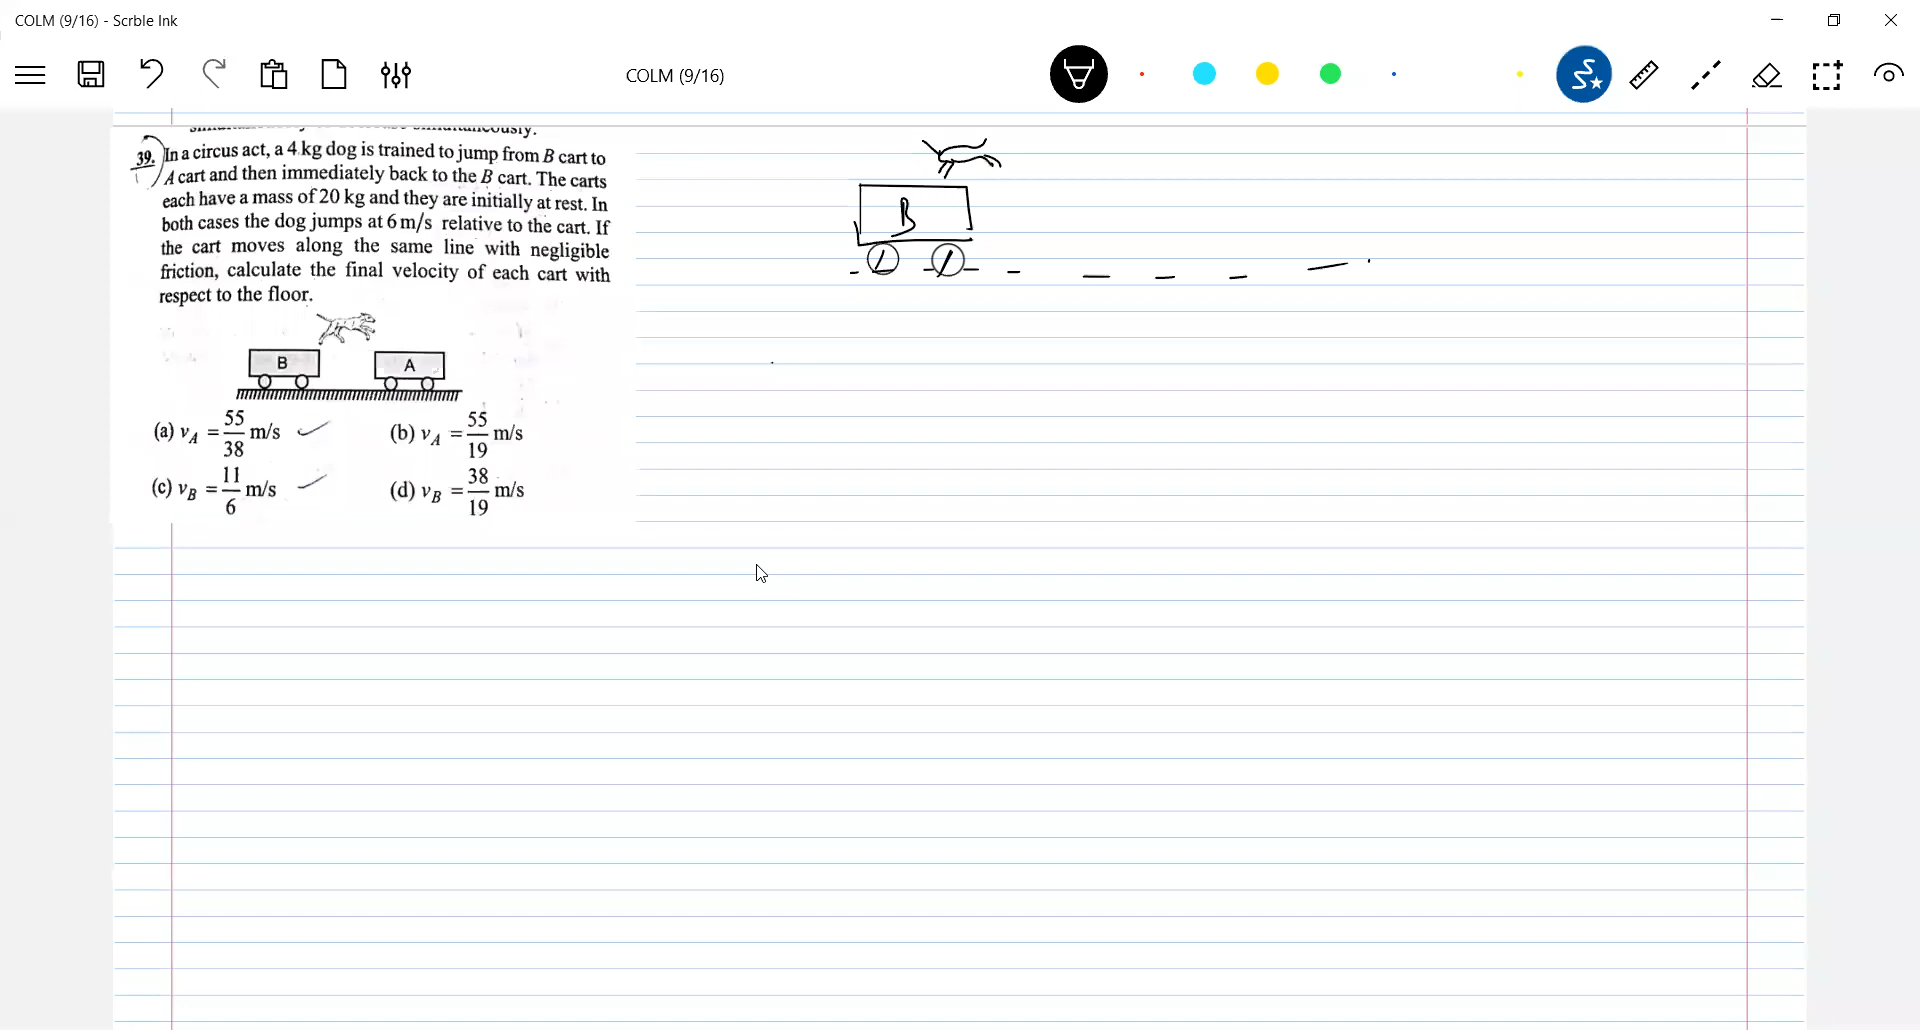 COLM (9/16) - Scrble Ink
COLM (9/16)
simultaneously.
39. In a circus act, a 4 kg dog is trained to jump from B cart to
A cart and then immediately back to the B cart. The carts
each have a mass of 20 kg and they are initially at rest. In
both cases the dog jumps at 6 m/s relative to the cart. If
the cart moves along the same line with negligible
friction, calculate the final velocity of each cart with
respect to the floor.
B
A
B
(a) v_A = 55/38 m/s (b) v_A = 55/19 m/s
(c) v_B = 11/6 m/s (d) v_B = 38/19 m/s